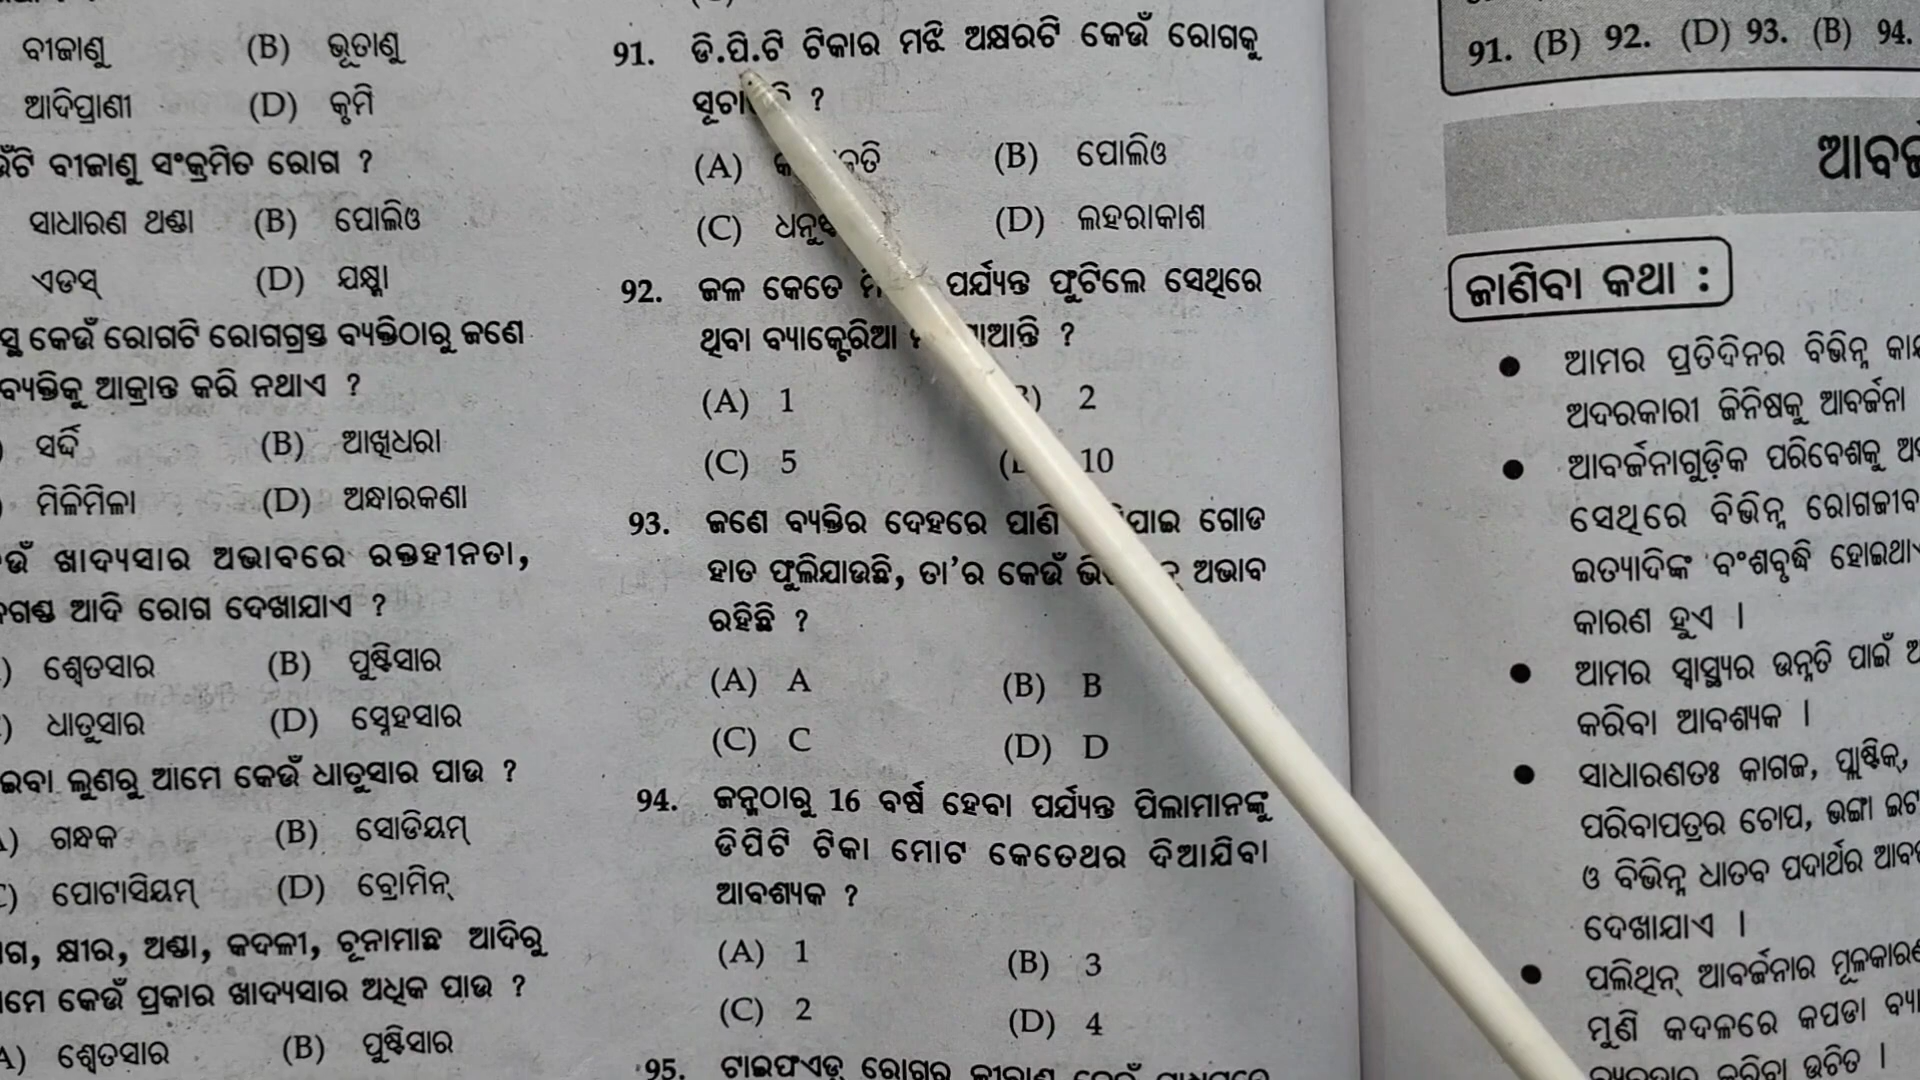 ବୀଜାଣୁ (B) ଭୂତାଣୁ
ଆଦିପ୍ରାଣୀ (D) କୃମି
ବୀଜାଣୁ ସଂକ୍ରମିତ ରୋଗ ?
ସାଧାରଣ ଥଣ୍ଡା (B) ପୋଲିଓ
ଏଡସ୍ (D) ଯକ୍ଷ୍ମା
କେଉଁ ରୋଗଟି ରୋଗଗ୍ରସ୍ତ ବ୍ୟକ୍ତିଠାରୁ ଜଣେ
ବ୍ୟକ୍ତିକୁ ଆକ୍ରାନ୍ତ କରି ନଥାଏ ?
ସର୍ଦ୍ଦି (B) ଆଖିଧରା
ମିଳିମିଳା (D) ଅନ୍ଧାରକଣା
ଖାଦ୍ୟସାର ଅଭାବରେ ରକ୍ତହୀନତା,
ଆଦି ରୋଗ ଦେଖାଯାଏ ?
ଶ୍ୱେତସାର (B) ପୁଷ୍ଟିସାର
ଧାତୁସାର (D) ସ୍ନେହସାର
ଲୁଣରୁ ଆମେ କେଉଁ ଧାତୁସାର ପାଉ ?
ଗନ୍ଧକ (B) ସୋଡିୟମ୍
ପୋଟାସିୟମ୍ (D) ବ୍ରୋମିନ୍
କ୍ଷୀର, ଅଣ୍ଡା, କଦଳୀ, ଚୂନାମାଛ ଆଦିରୁ
କେଉଁ ପ୍ରକାର ଖାଦ୍ୟସାର ଅଧିକ ପାଉ ?
ଶ୍ୱେତସାର (B) ପୁଷ୍ଟିସାର
91. ଡି.ପି.ଟି ଟିକାର ମଝି ଅକ୍ଷରଟି କେଉଁ ରୋଗକୁ
?
(A) (B) ପୋଲିଓ
(C) (D) ଲହରାକାଶ
92. ଜଳ କେତେ ପର୍ଯ୍ୟନ୍ତ ଫୁଟିଲେ ସେଥିରେ
ଥିବା ବ୍ୟାକ୍ଟେରିଆ ?
(A) 1 2
(C) 5 10
93. ଜଣେ ବ୍ୟକ୍ତିର ଦେହରେ ପାଣି ଗୋଡ
ହାତ ଫୁଲିଯାଉଛି, ତା'ର କେଉଁ ଅଭାବ
ରହିଛି ?
(A) A (B) B
(C) C (D) D
94. ଜନ୍ମଠାରୁ 16 ବର୍ଷ ହେବା ପର୍ଯ୍ୟନ୍ତ ପିଲାମାନଙ୍କୁ
ଡିପିଟି ଟିକା ମୋଟ କେତେଥର ଦିଆଯିବା
ଆବଶ୍ୟକ ?
(A) 1 (B) 3
(C) 2 (D) 4
95. ଟାଇଫଏଡ୍ ରୋଗର
91. (B) 92. (D) 93. (B) 94.
ଜାଣିବା କଥା :
● ଆମର ପ୍ରତିଦିନର ବିଭିନ୍ନ
ଅଦରକାରୀ ଜିନିଷକୁ ଆବର୍ଜନା
● ଆବର୍ଜନାଗୁଡ଼ିକ ପରିବେଶକୁ
ସେଥିରେ ବିଭିନ୍ନ
ଇତ୍ୟାଦିଙ୍କ ବଂଶବୃଦ୍ଧି
କାରଣ ହୁଏ ।
● ଆମର ସ୍ୱାସ୍ଥ୍ୟର ଉନ୍ନତି ପାଇଁ
କରିବା ଆବଶ୍ୟକ ।
● ସାଧାରଣତଃ କାଗଜ, ପ୍ଲାଷ୍ଟିକ୍,
ପରିବାପତ୍ରର ଚୋପା, ଭଙ୍ଗା
ଓ ବିଭିନ୍ନ ଧାତବ ପଦାର୍ଥର
ଦେଖାଯାଏ ।
● ପଲିଥିନ୍ ଆବର୍ଜନାର
ମୁଣି ବଦଳରେ କପଡା
କରିବା ଉଚିତ ।